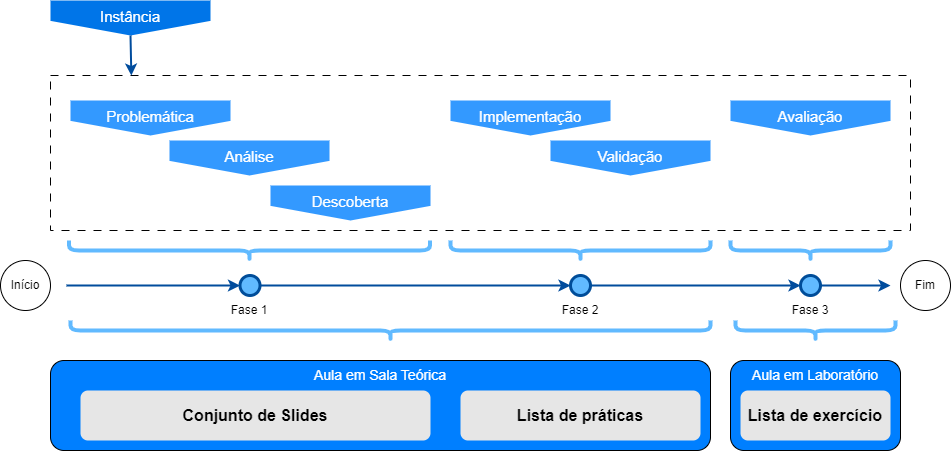 Instância
Problemática
Análise
Descoberta
Implementação
Validação
Avaliação
Início
Fase 1
Fase 2
Fase 3
Fim
Aula em Sala Teórica
Conjunto de Slides
Lista de práticas
Aula em Laboratório
Lista de exercício